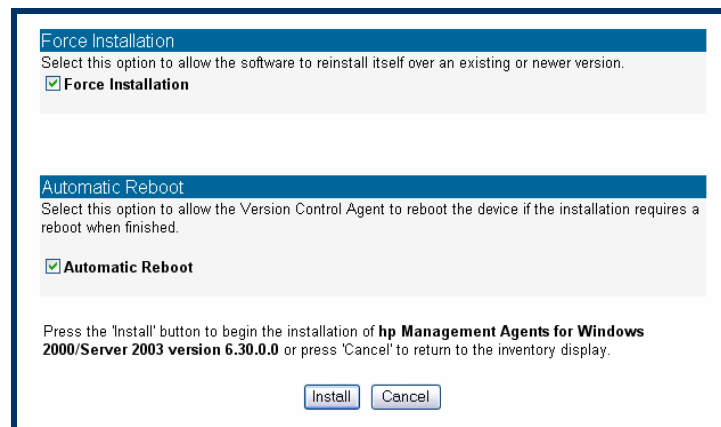 Force Installation
Select this option to allow the software to reinstall itself over an existing or newer version.
Force Installation
Automatic Reboot
Select this option to allow the Version Control Agent to reboot the device if the installation requires a
reboot when finished.
Automatic Reboot
Press the 'Install' button to begin the installation of hp Management Agents for Windows
2000/Server 2003 version 6.30.0.0 or press 'Cancel' to return to the inventory display.
Install Cancel